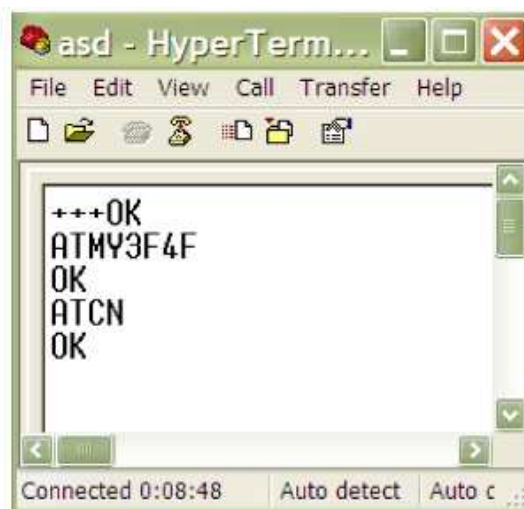 asd - HyperTerm...
File Edit View Call Transfer Help
+++OK
ATMY3F4F
OK
ATCN
OK
Connected 0:08:48 Auto detect Auto c